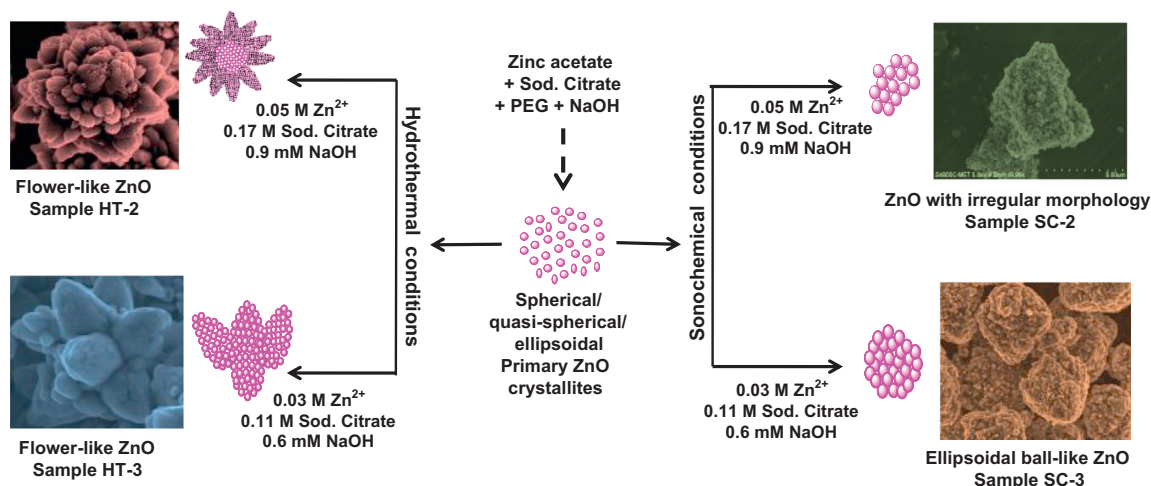 Zinc acetate
+ Sod. Citrate
+ PEG + NaOH
Spherical/
quasi-spherical/
ellipsoidal
Primary ZnO
crystallites
Hydrothermal conditions
0.05 M Zn²⁺
0.17 M Sod. Citrate
0.9 mM NaOH
Flower-like ZnO
Sample HT-2
0.03 M Zn²⁺
0.11 M Sod. Citrate
0.6 mM NaOH
Flower-like ZnO
Sample HT-3
Sonochemical conditions
0.05 M Zn²⁺
0.17 M Sod. Citrate
0.9 mM NaOH
ZnO with irregular morphology
Sample SC-2
0.03 M Zn²⁺
0.11 M Sod. Citrate
0.6 mM NaOH
Ellipsoidal ball-like ZnO
Sample SC-3